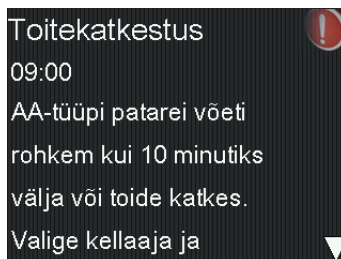 Toitekatkestus
09:00
AA-tüüpi patarei võeti
rohkem kui 10 minutiks
välja või toide katkes.
Valige kellaaja ja